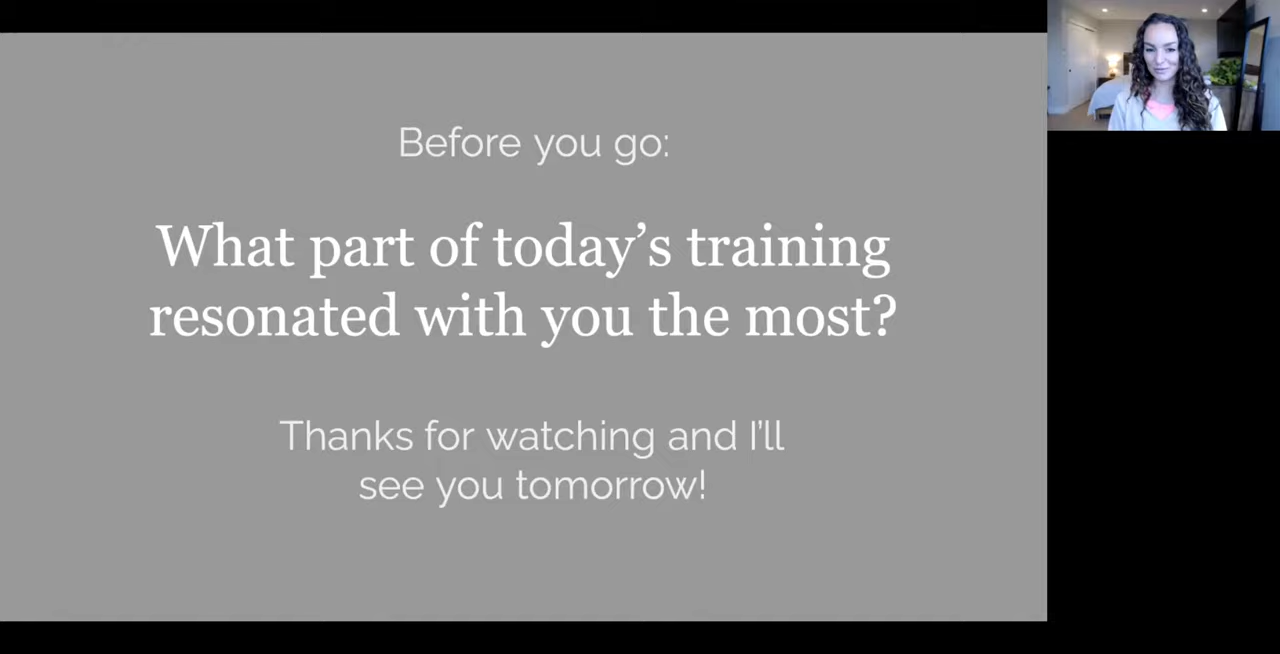 Before you go:
What part of today’s training
resonated with you the most?
Thanks for watching and I’ll
see you tomorrow!